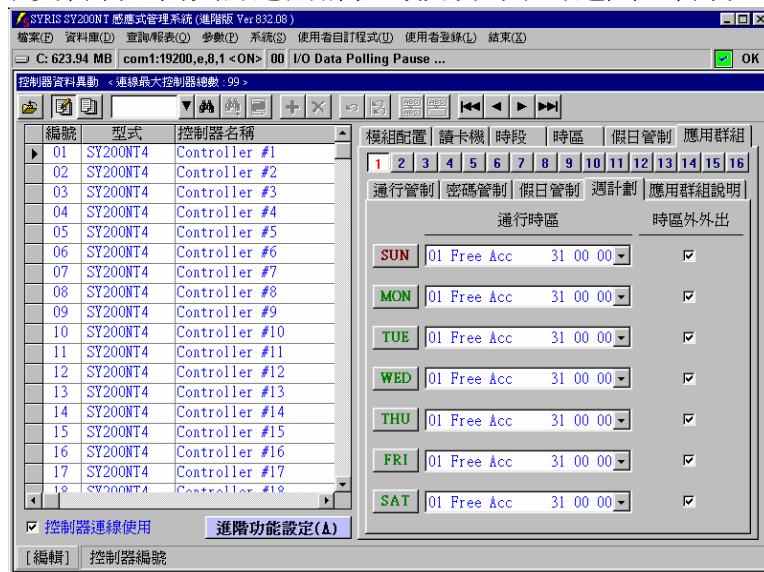 SYRIS SY200NT 感應式管理系統 (進階版 Ver 832.08 )
檔案(F) 資料庫(D) 查詢/報表(Q) 參數(P) 系統(S) 使用者自訂程式(U) 使用者登錄(L) 結束(X)
C: 623.94 MB com1:19200,e,8,1 <ON> 00 I/O Data Polling Pause ... OK
控制器資料異動 < 連線最大控制器總數 : 99 >
編號 型式 控制器名稱
01 SY200NT4 Controller #1
02 SY200NT4 Controller #2
03 SY200NT4 Controller #3
04 SY200NT4 Controller #4
05 SY200NT4 Controller #5
06 SY200NT4 Controller #6
07 SY200NT4 Controller #7
08 SY200NT4 Controller #8
09 SY200NT4 Controller #9
10 SY200NT4 Controller #10
11 SY200NT4 Controller #11
12 SY200NT4 Controller #12
13 SY200NT4 Controller #13
14 SY200NT4 Controller #14
15 SY200NT4 Controller #15
16 SY200NT4 Controller #16
17 SY200NT4 Controller #17
18 SY200NT4 Controller #18
控制器連線使用 進階功能設定(A)
[編輯] 控制器編號
模組配置 讀卡機 時段 時區 假日管制 應用群組
1 2 3 4 5 6 7 8 9 10 11 12 13 14 15 16
通行管制 密碼管制 假日管制 週計劃 應用群組說明
通行時區 時區外外出
SUN 01 Free Acc 31 00 00
MON 01 Free Acc 31 00 00
TUE 01 Free Acc 31 00 00
WED 01 Free Acc 31 00 00
THU 01 Free Acc 31 00 00
FRI 01 Free Acc 31 00 00
SAT 01 Free Acc 31 00 00